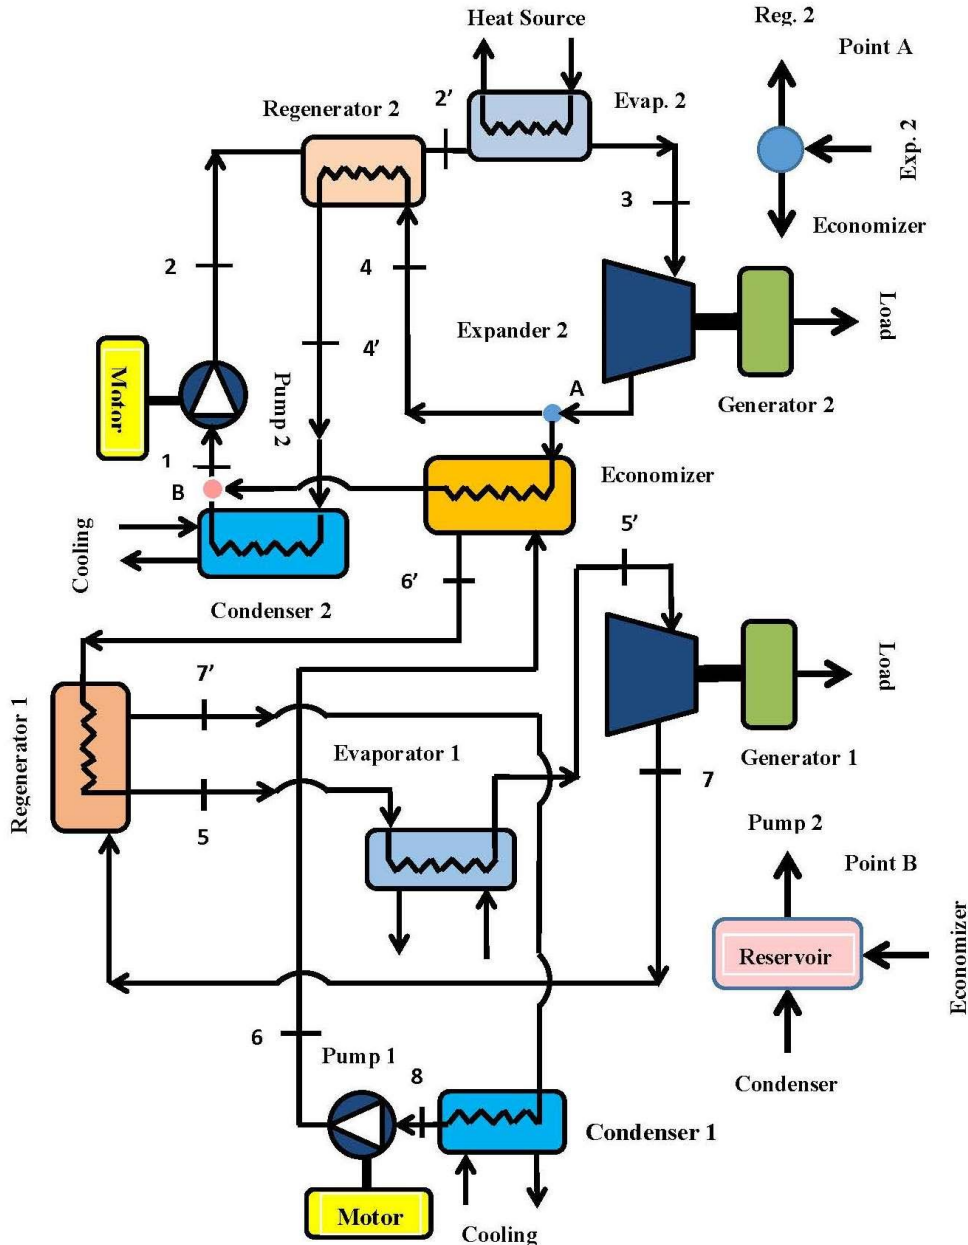 Heat Source
Reg. 2
Point A
Regenerator 2
2’
Evap. 2
Exp. 2
Economizer
3
2
4
Load
Expander 2
4’
Motor
Pump 2
A
Generator 2
1
B
Economizer
Cooling
5’
6’
Condenser 2
7’
Load
Regenerator 1
Evaporator 1
Generator 1
7
5
Pump 2
Point B
Reservoir
Economizer
6
Pump 1
8
Condenser
Condenser 1
Motor
Cooling